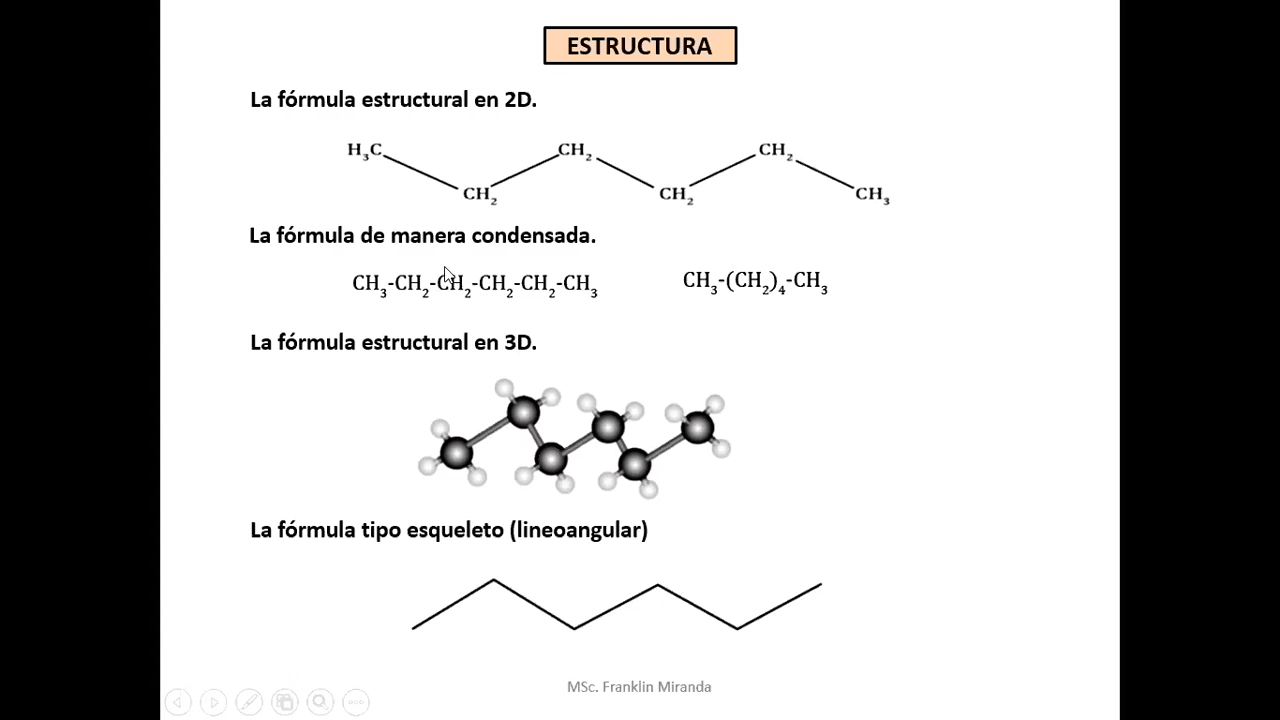 ESTRUCTURA
La fórmula estructural en 2D.
H₃C CH₂ CH₂ CH₂ CH₂ CH₃
La fórmula de manera condensada.
CH₃-CH₂-CH₂-CH₂-CH₂-CH₃ CH₃-(CH₂)₄-CH₃
La fórmula estructural en 3D.
La fórmula tipo esqueleto (lineoangular)
MSc. Franklin Miranda